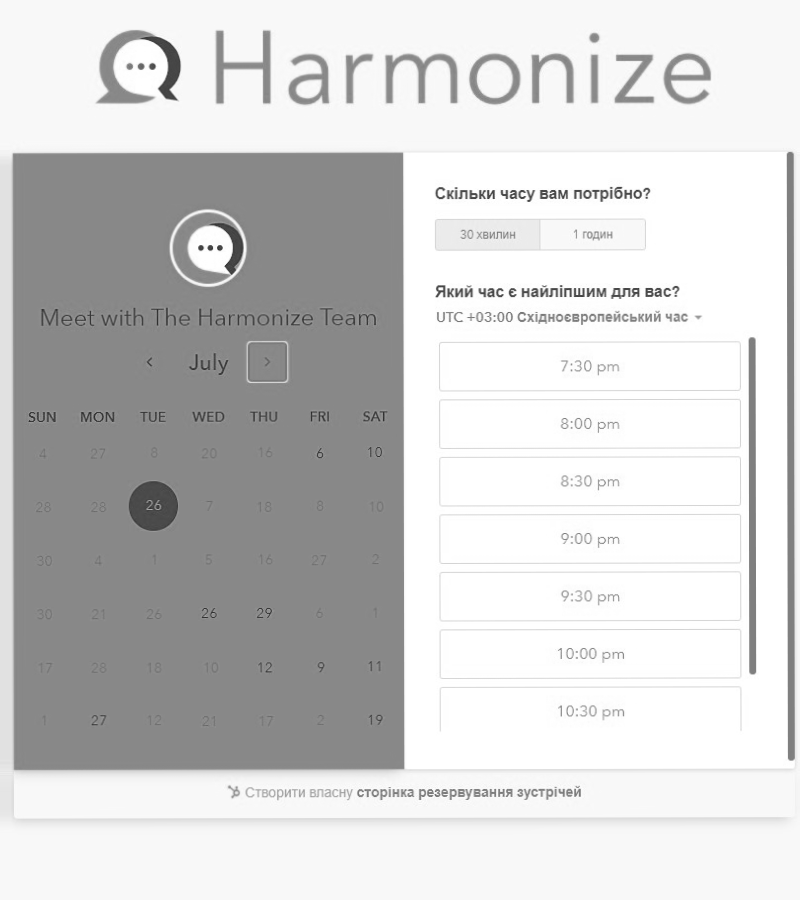 Harmonize
Meet with The Harmonize Team
July
SUN MON TUE WED THU FRI SAT
4 27 8 20 16 6 10
28 28 26 7 18 8 10
30 4 1 5 16 27 2
30 21 26 26 29 6 1
17 28 18 10 12 9 11
1 27 12 21 17 2 19
Скільки часу вам потрібно?
30 хвилин 1 годин
Який час є найліпшим для вас?
UTC +03:00 Східноєвропейський час
7:30 pm
8:00 pm
8:30 pm
9:00 pm
9:30 pm
10:00 pm
10:30 pm
Створити власну сторінка резервування зустрічей